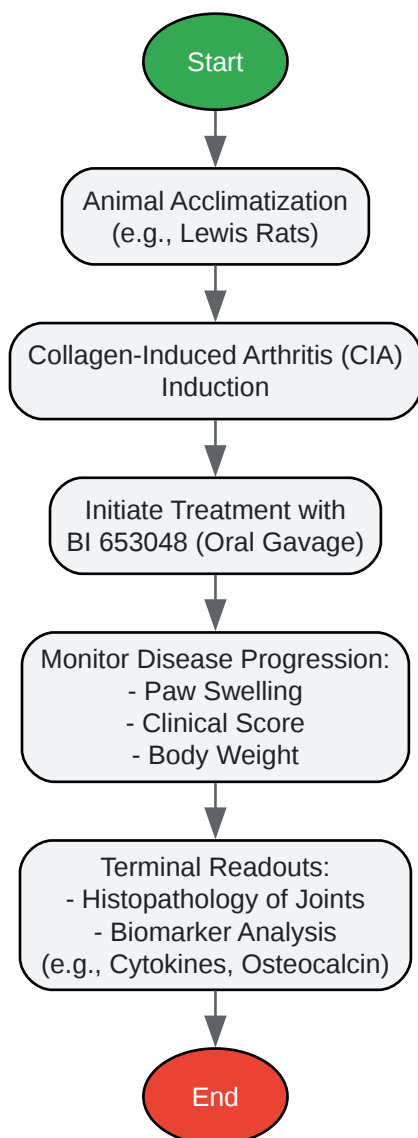 Start
Animal Acclimatization
(e.g., Lewis Rats)
Collagen-Induced Arthritis (CIA)
Induction
Initiate Treatment with
BI 653048 (Oral Gavage)
Monitor Disease Progression:
- Paw Swelling
- Clinical Score
- Body Weight
Terminal Readouts:
- Histopathology of Joints
- Biomarker Analysis
(e.g., Cytokines, Osteocalcin)
End